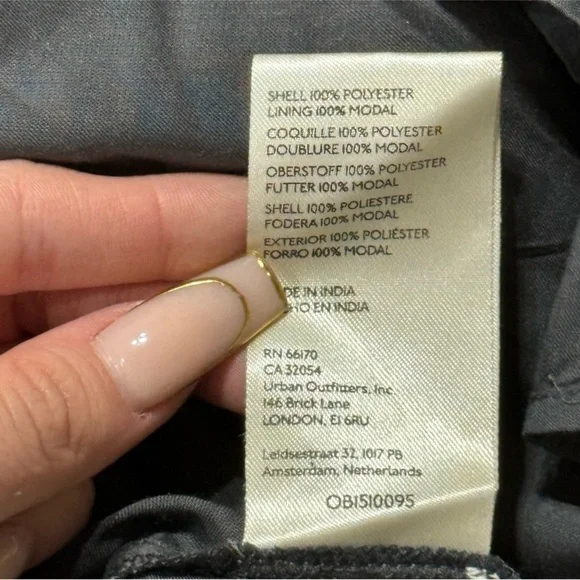 SHELL 100% POLYESTER
LINING 100% MODAL
COQUILLE 100% POLYESTER
DOUBLURE 100% MODAL
OBERSTOFF 100% POLYESTER
FUTTER 100% MODAL
SHELL 100% POLIESTERE
FODERA 100% MODAL
EXTERIOR 100% POLIÉSTER
FORRO 100% MODAL
DE IN INDIA
HO EN INDIA
RN 66170
CA 32054
Urban Outfitters, Inc
146 Brick Lane
LONDON, E1 6RU
Leidsestraat 32, 1017 PB
Amsterdam, Netherlands
OB1510095